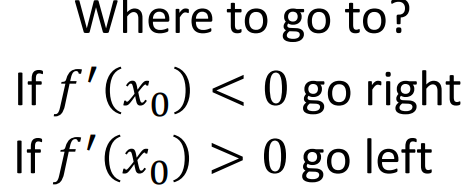 Where to go to?
If f′(x₀) < 0 go right
If f′(x₀) > 0 go left